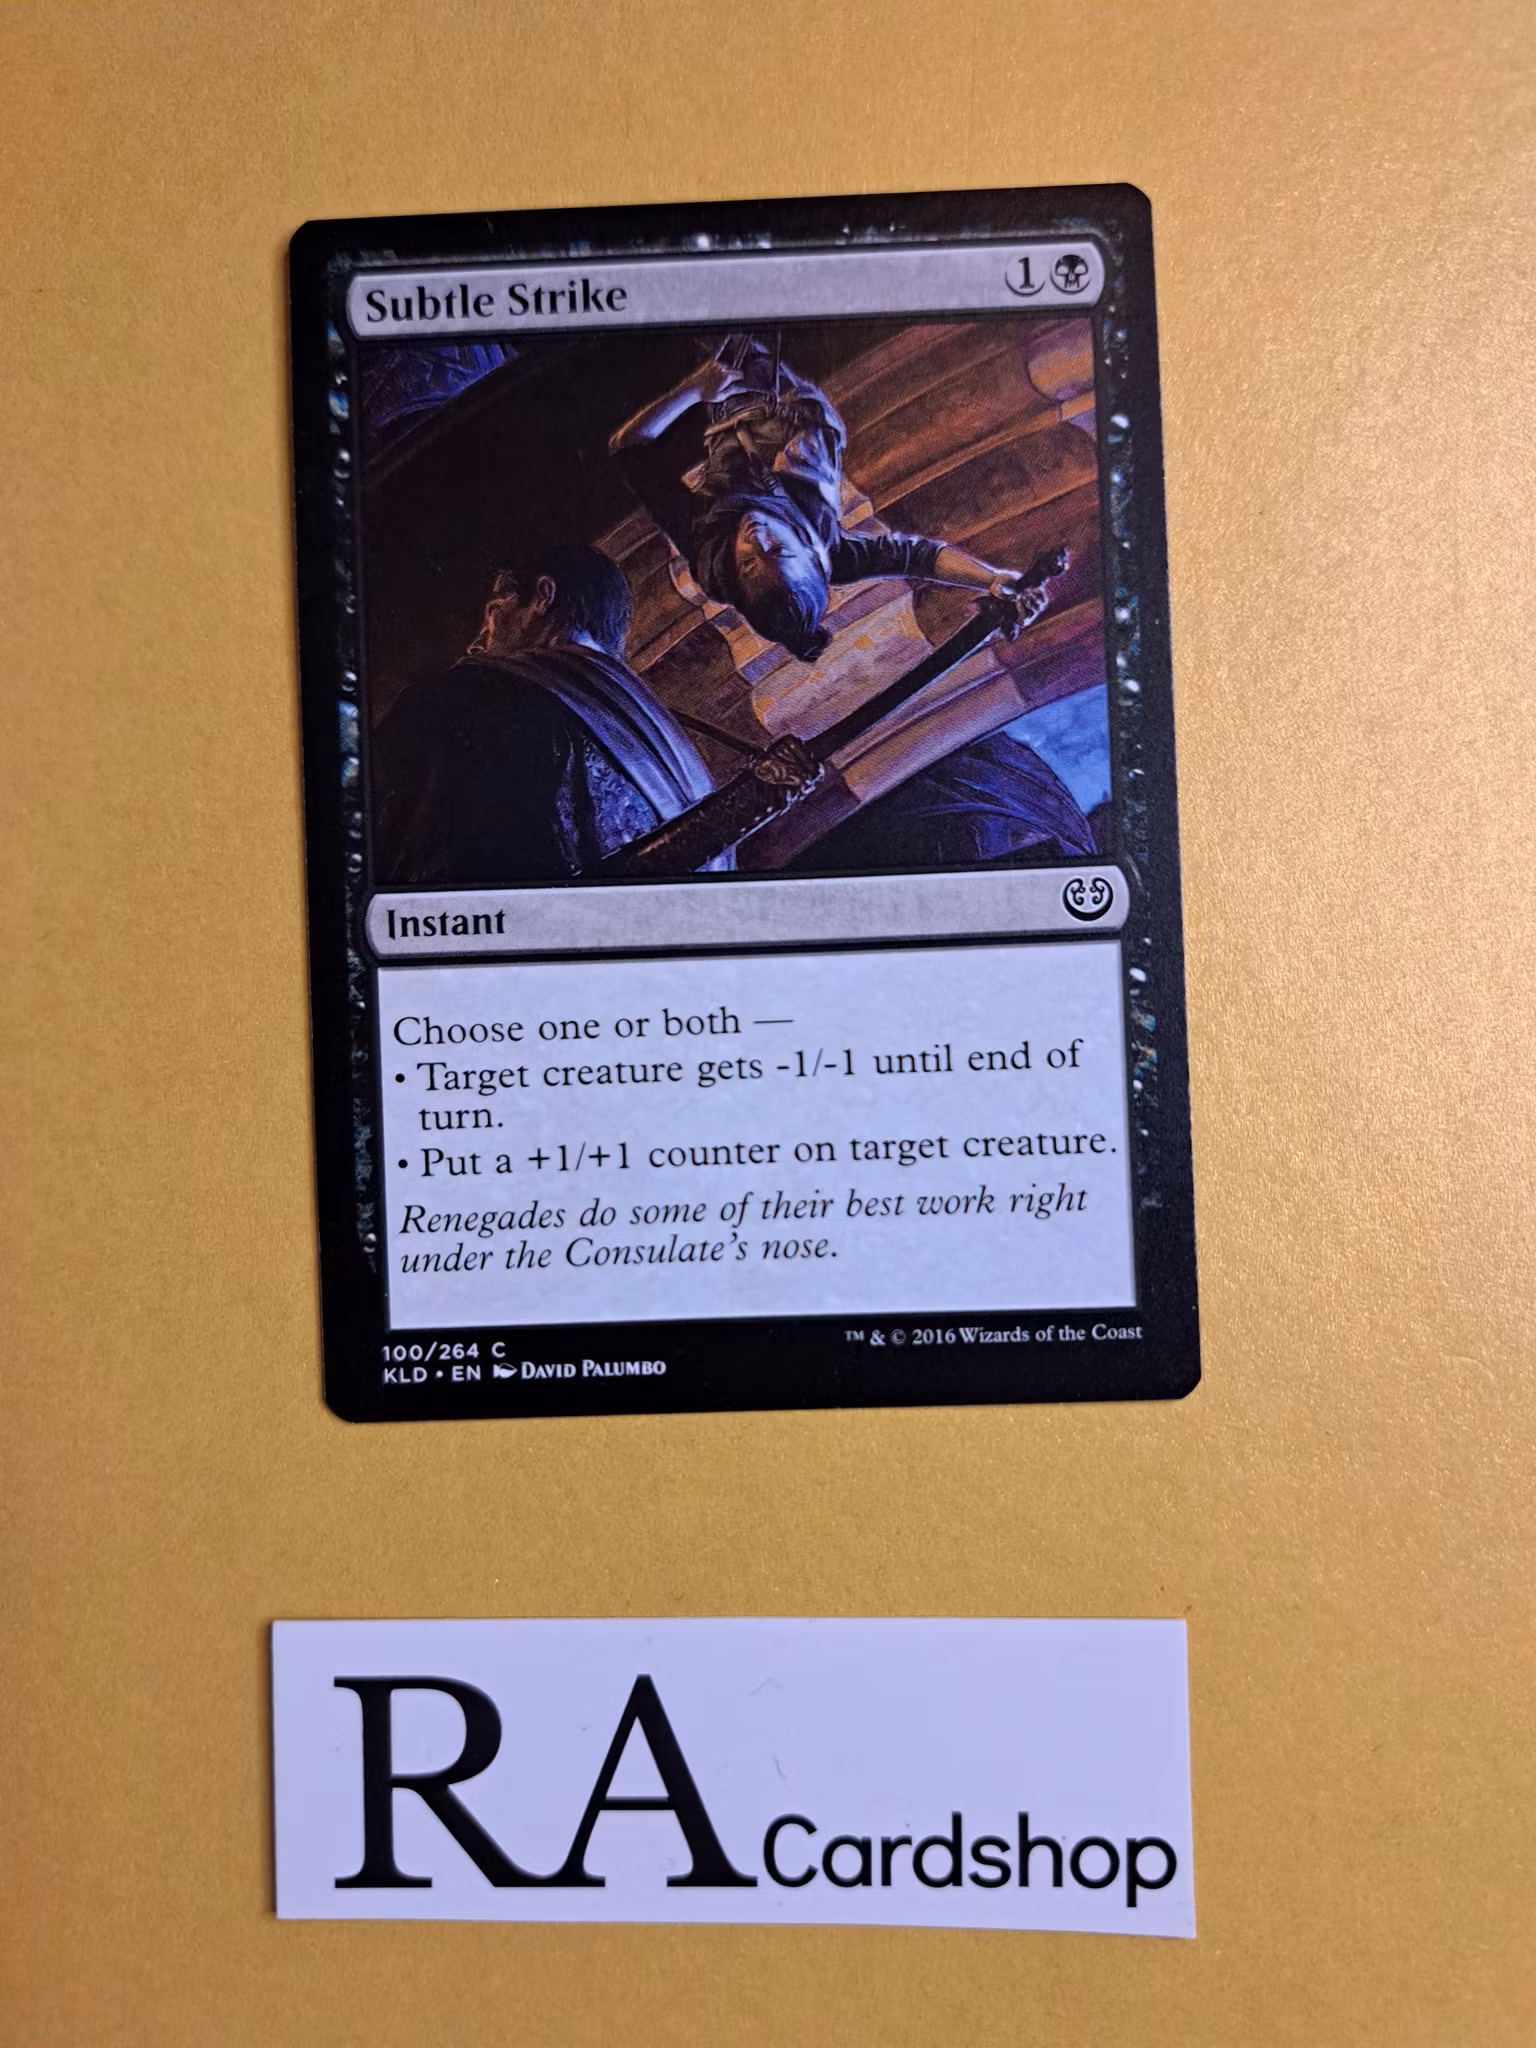 Subtle Strike 1
Instant
Choose one or both —
• Target creature gets -1/-1 until end of
turn.
• Put a +1/+1 counter on target creature.
Renegades do some of their best work right
under the Consulate's nose.
100/264 C
™ & © 2016 Wizards of the Coast
KLD • EN DAVID PALUMBO
RA Cardshop